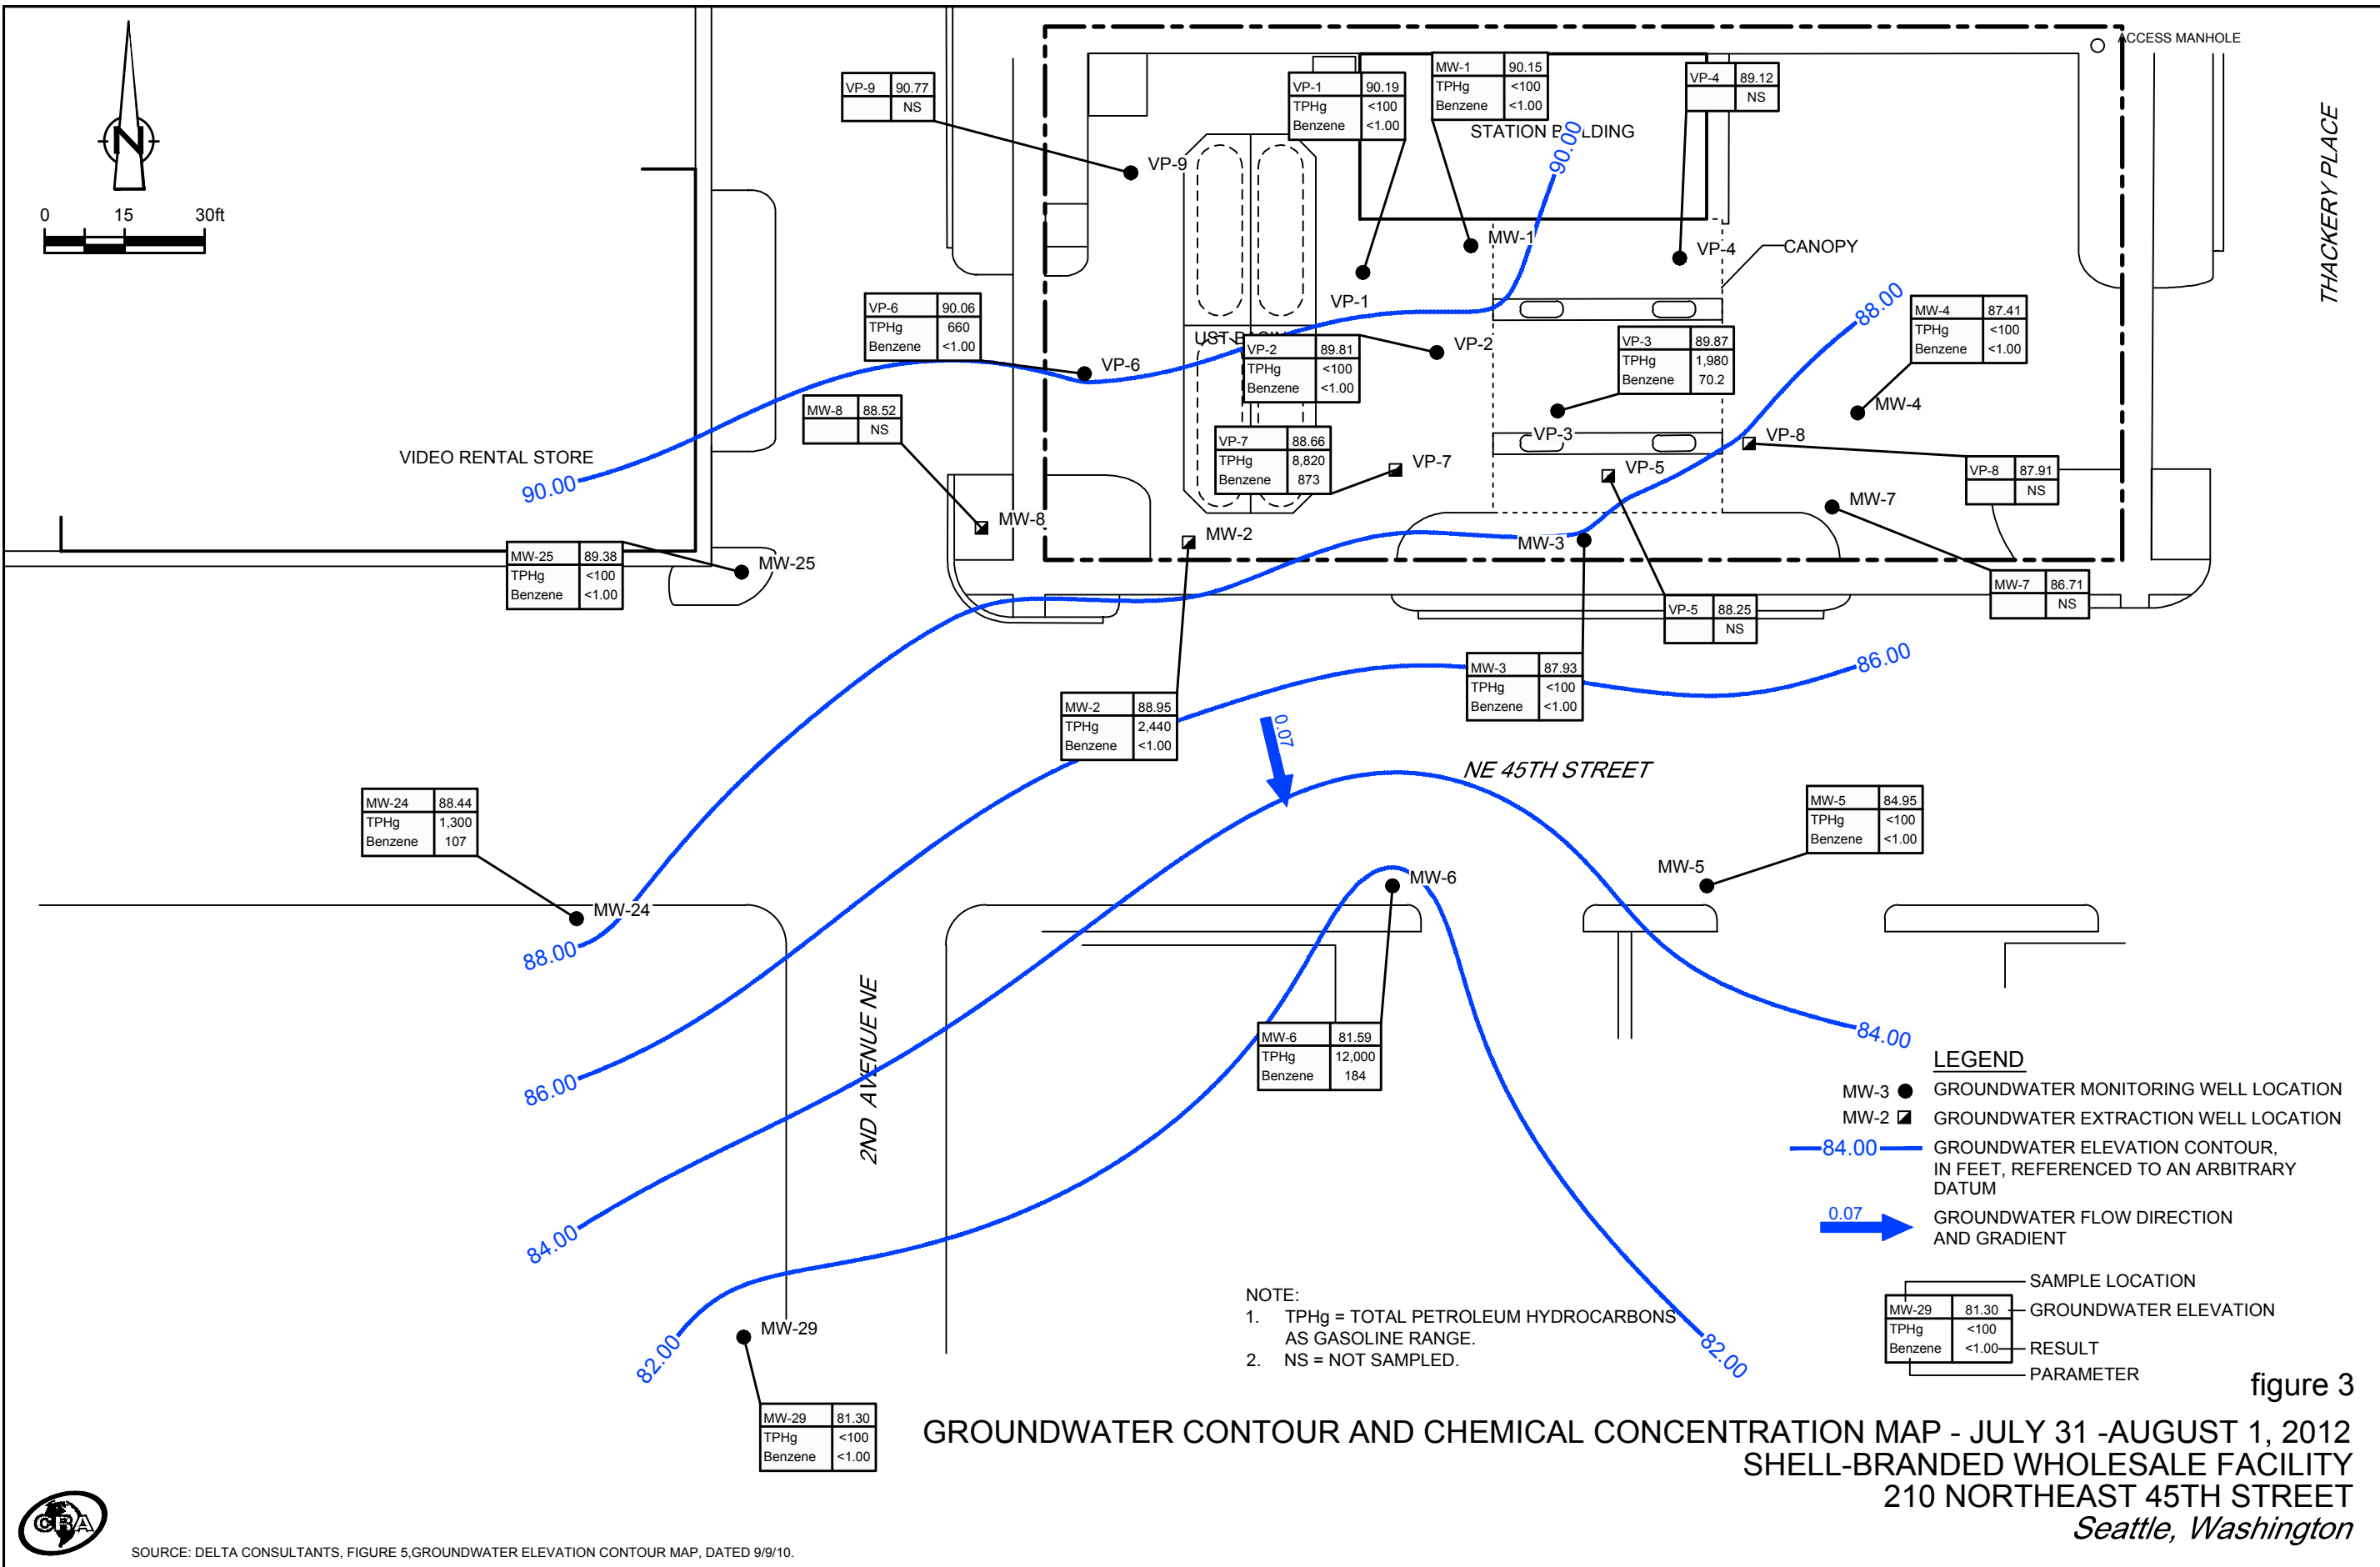 ACCESS MANHOLE
THACKERY PLACE
N
0 15 30ft
VP-9 90.77
NS
VP-9
VP-1 90.19
TPHg <100
Benzene <1.00
MW-1 90.15
TPHg <100
Benzene <1.00
VP-4 89.12
NS
STATION BUILDING
90.00
MW-1
VP-4
CANOPY
VP-1
VP-6 90.06
TPHg 660
Benzene <1.00
VP-6
UST BASIN
VP-2 89.81
TPHg <100
Benzene <1.00
VP-2
VP-3 89.87
TPHg 1,980
Benzene 70.2
VP-3
88.00
MW-4 87.41
TPHg <100
Benzene <1.00
MW-4
MW-8 88.52
NS
MW-8
VIDEO RENTAL STORE
90.00
VP-7 88.66
TPHg 8,820
Benzene 873
VP-7
VP-5
VP-8
VP-8 87.91
NS
MW-7
MW-2
MW-3
MW-25 89.38
TPHg <100
Benzene <1.00
MW-25
MW-7 86.71
NS
VP-5 88.25
NS
MW-3 87.93
TPHg <100
Benzene <1.00
86.00
MW-2 88.95
TPHg 2,440
Benzene <1.00
0.07
NE 45TH STREET
MW-24 88.44
TPHg 1,300
Benzene 107
MW-24
88.00
MW-5 84.95
TPHg <100
Benzene <1.00
MW-5
MW-6
2ND AVENUE NE
MW-6 81.59
TPHg 12,000
Benzene 184
86.00
84.00
84.00
82.00
82.00
MW-29
MW-29 81.30
TPHg <100
Benzene <1.00
LEGEND
MW-3 GROUNDWATER MONITORING WELL LOCATION
MW-2 GROUNDWATER EXTRACTION WELL LOCATION
84.00 GROUNDWATER ELEVATION CONTOUR,
IN FEET, REFERENCED TO AN ARBITRARY
DATUM
0.07 GROUNDWATER FLOW DIRECTION
AND GRADIENT
SAMPLE LOCATION
MW-29 81.30 GROUNDWATER ELEVATION
TPHg <100
Benzene <1.00 RESULT
PARAMETER
NOTE:
1. TPHg = TOTAL PETROLEUM HYDROCARBONS
AS GASOLINE RANGE.
2. NS = NOT SAMPLED.
figure 3
GROUNDWATER CONTOUR AND CHEMICAL CONCENTRATION MAP - JULY 31 -AUGUST 1, 2012
SHELL-BRANDED WHOLESALE FACILITY
210 NORTHEAST 45TH STREET
Seattle, Washington
CRA
SOURCE: DELTA CONSULTANTS, FIGURE 5,GROUNDWATER ELEVATION CONTOUR MAP, DATED 9/9/10.